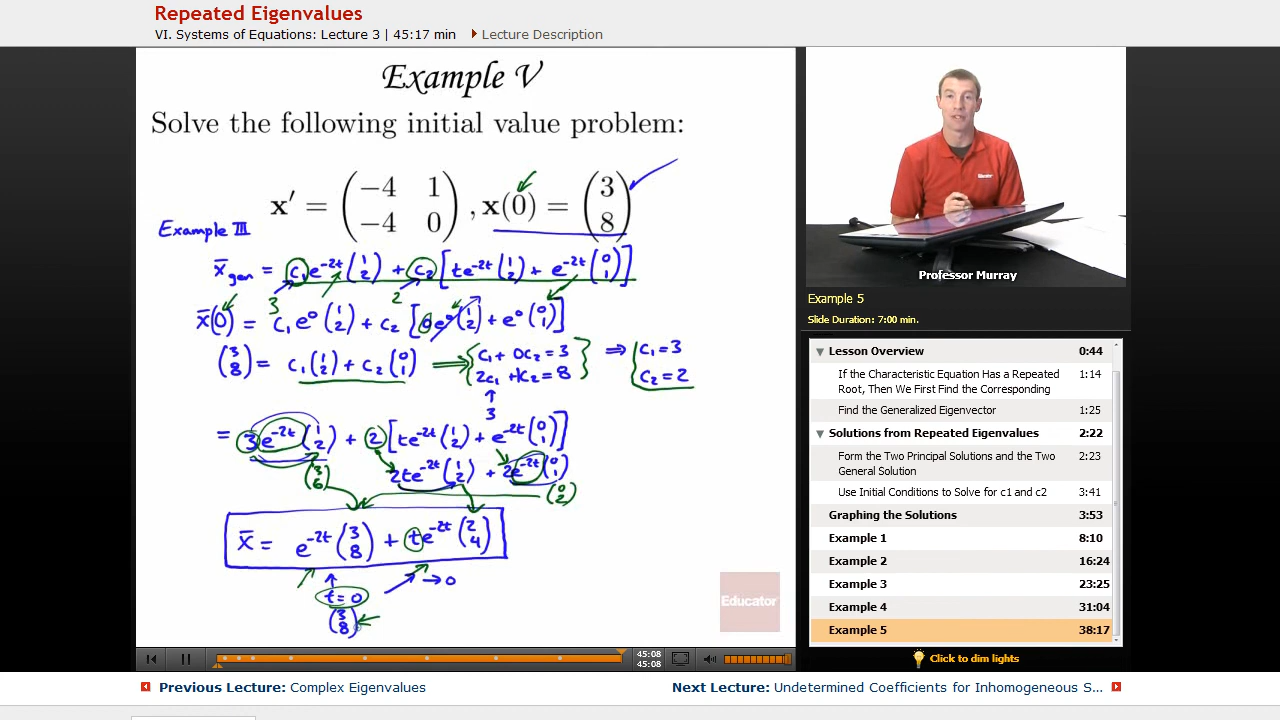 Repeated Eigenvalues
VI. Systems of Equations: Lecture 3 | 45:17 min Lecture Description
Example V
Solve the following initial value problem:
x′ = (−4 1; −4 0), x(0) = (3; 8)
Example III
x̄gen = c₁e^-2t (1; 2) + c₂ [te^-2t (1; 2) + e^-2t (0; 1)]
3 2
x̄(0) = c₁e⁰ (1; 2) + c₂ [0e⁰ (1; 2) + e⁰ (0; 1)]
(3; 8) = c₁ (1; 2) + c₂ (0; 1) ⟹ { c₁ + 0c₂ = 3 ⇒ { c₁ = 3
2c₁ + 1c₂ = 8 } c₂ = 2
↑
3
= 3e^-2t (1; 2) + 2 [te^-2t (1; 2) + e^-2t (0; 1)]
2te^-2t (1; 2) + 2e^-2t (0; 1)
(3; 6) (0; 2)
x̄ = e^-2t (3; 8) + te^-2t (2; 4)
→ 0
t = 0
(3; 8)
Educator
45:08
45:08
Educator
Professor Murray
Example 5
Slide Duration: 7:00 min.
Lesson Overview 0:44
If the Characteristic Equation Has a Repeated 1:14
Root, Then We First Find the Corresponding
Find the Generalized Eigenvector 1:25
Solutions from Repeated Eigenvalues 2:22
Form the Two Principal Solutions and the Two 2:23
General Solution
Use Initial Conditions to Solve for c1 and c2 3:41
Graphing the Solutions 3:53
Example 1 8:10
Example 2 16:24
Example 3 23:25
Example 4 31:04
Example 5 38:17
Click to dim lights
Previous Lecture: Complex Eigenvalues
Next Lecture: Undetermined Coefficients for Inhomogeneous S...